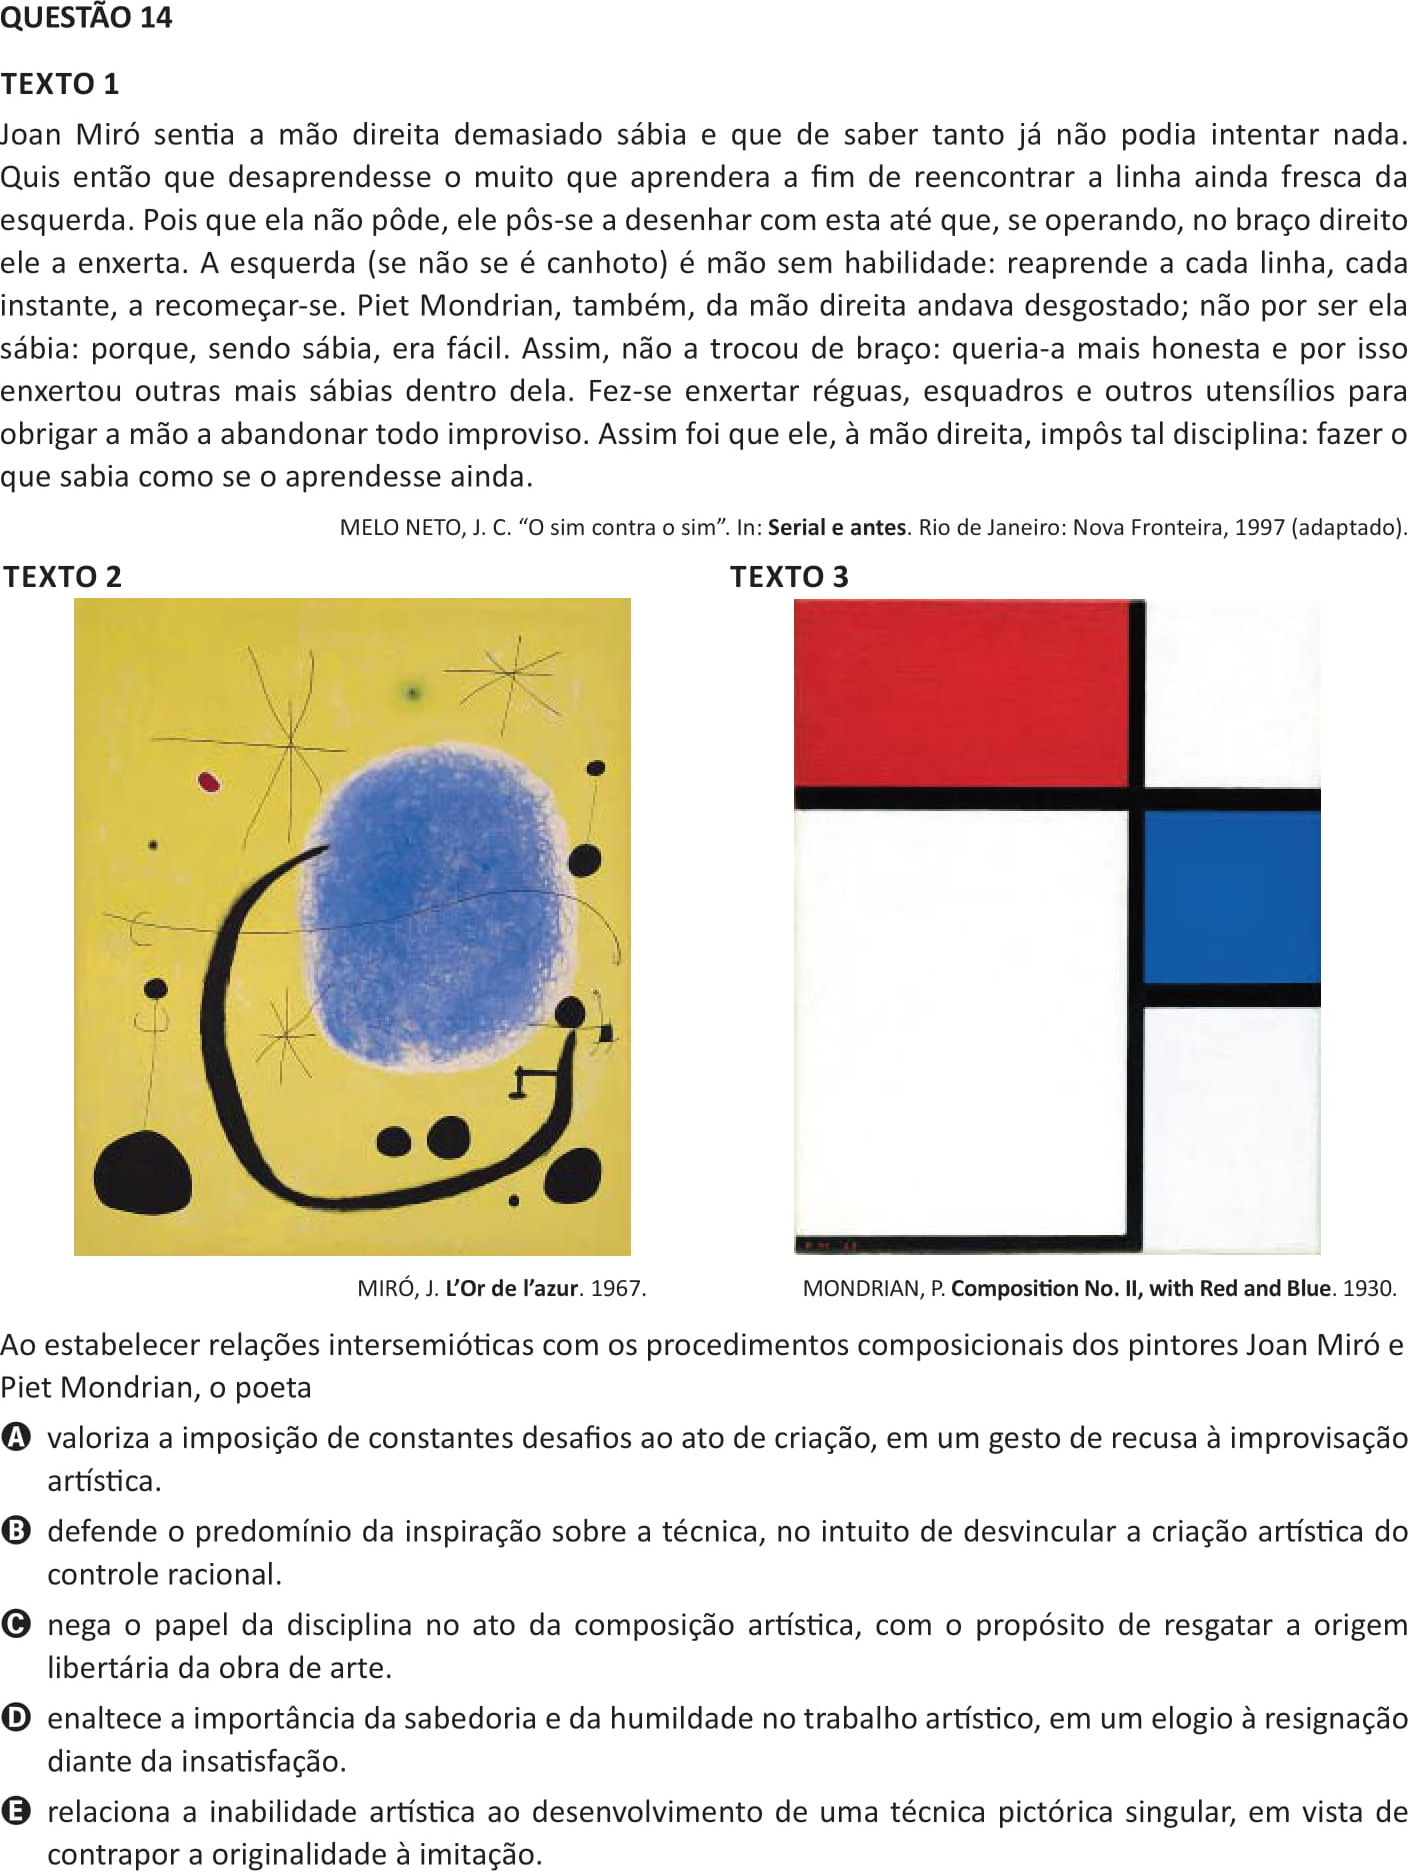 QUESTÃO 14
TEXTO 1
Joan Miró sentia a mão direita demasiado sábia e que de saber tanto já não podia intentar nada.
Quis então que desaprendesse o muito que aprendera a fim de reencontrar a linha ainda fresca da
esquerda. Pois que ela não pôde, ele pôs-se a desenhar com esta até que, se operando, no braço direito
ele a enxerta. A esquerda (se não se é canhoto) é mão sem habilidade: reaprende a cada linha, cada
instante, a recomeçar-se. Piet Mondrian, também, da mão direita andava desgostado; não por ser ela
sábia: porque, sendo sábia, era fácil. Assim, não a trocou de braço: queria-a mais honesta e por isso
enxertou outras mais sábias dentro dela. Fez-se enxertar réguas, esquadros e outros utensílios para
obrigar a mão a abandonar todo improviso. Assim foi que ele, à mão direita, impôs tal disciplina: fazer o
que sabia como se o aprendesse ainda.
MELO NETO, J. C. “O sim contra o sim”. In: Serial e antes. Rio de Janeiro: Nova Fronteira, 1997 (adaptado).
TEXTO 2
TEXTO 3
MIRÓ, J. L’Or de l’azur. 1967.
MONDRIAN, P. Composition No. II, with Red and Blue. 1930.
Ao estabelecer relações intersemióticas com os procedimentos composicionais dos pintores Joan Miró e
Piet Mondrian, o poeta
A valoriza a imposição de constantes desafios ao ato de criação, em um gesto de recusa à improvisação
artística.
B defende o predomínio da inspiração sobre a técnica, no intuito de desvincular a criação artística do
controle racional.
C nega o papel da disciplina no ato da composição artística, com o propósito de resgatar a origem
libertária da obra de arte.
D enaltece a importância da sabedoria e da humildade no trabalho artístico, em um elogio à resignação
diante da insatisfação.
E relaciona a inabilidade artística ao desenvolvimento de uma técnica pictórica singular, em vista de
contrapor a originalidade à imitação.